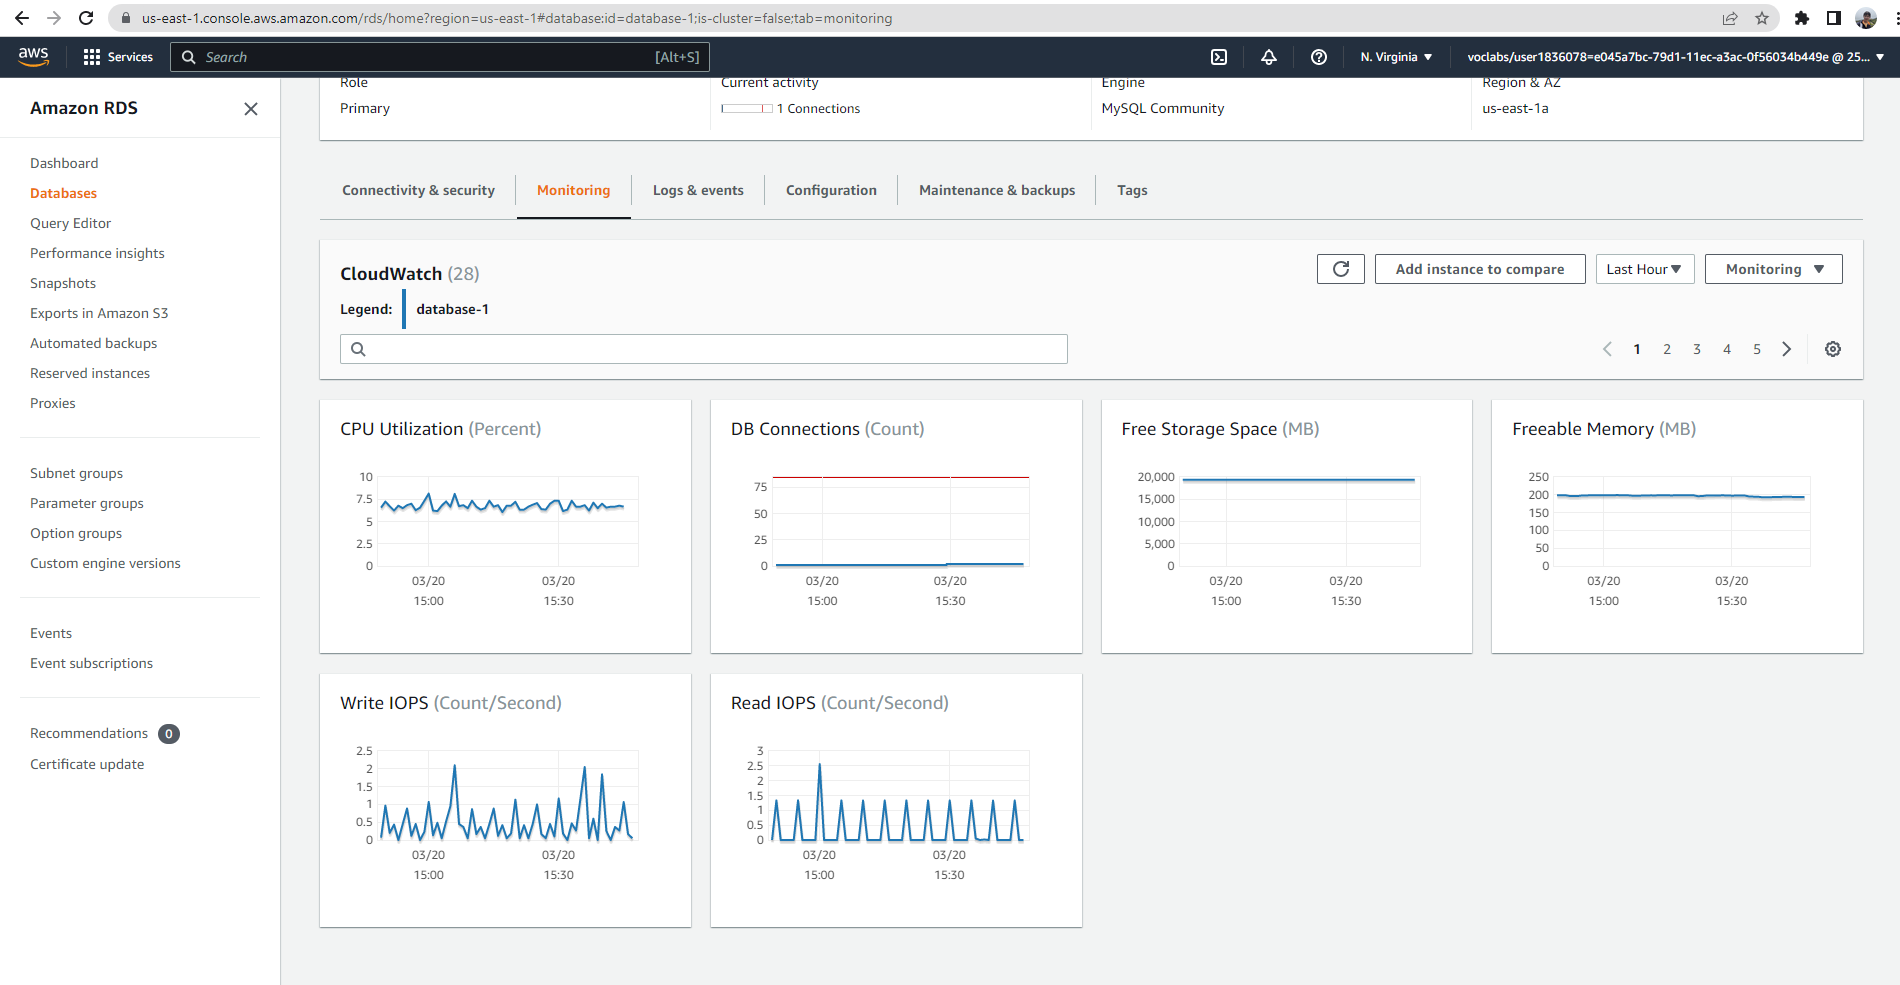 us-east-1.console.aws.amazon.com/rds/home?region=us-east-1#database:id=database-1;is-cluster=false;tab=monitoring
aws
Services
Search
[Alt+S]
N. Virginia
voclabs/user1836078=e045a7bc-79d1-11ec-a3ac-0f56034b449e @ 25...
Amazon RDS
Dashboard
Databases
Query Editor
Performance insights
Snapshots
Exports in Amazon S3
Automated backups
Reserved instances
Proxies
Subnet groups
Parameter groups
Option groups
Custom engine versions
Events
Event subscriptions
Recommendations 0
Certificate update
Role
Primary
Current activity
1 Connections
Engine
MySQL Community
Region & AZ
us-east-1a
Connectivity & security
Monitoring
Logs & events
Configuration
Maintenance & backups
Tags
CloudWatch (28)
Add instance to compare
Last Hour
Monitoring
Legend:
database-1
1 2 3 4 5
CPU Utilization (Percent)
10
7.5
5
2.5
0
03/20 03/20
15:00 15:30
DB Connections (Count)
75
50
25
0
03/20 03/20
15:00 15:30
Free Storage Space (MB)
20,000
15,000
10,000
5,000
0
03/20 03/20
15:00 15:30
Freeable Memory (MB)
250
200
150
100
50
0
03/20 03/20
15:00 15:30
Write IOPS (Count/Second)
2.5
2
1.5
1
0.5
0
03/20 03/20
15:00 15:30
Read IOPS (Count/Second)
3
2.5
2
1.5
1
0.5
0
03/20 03/20
15:00 15:30